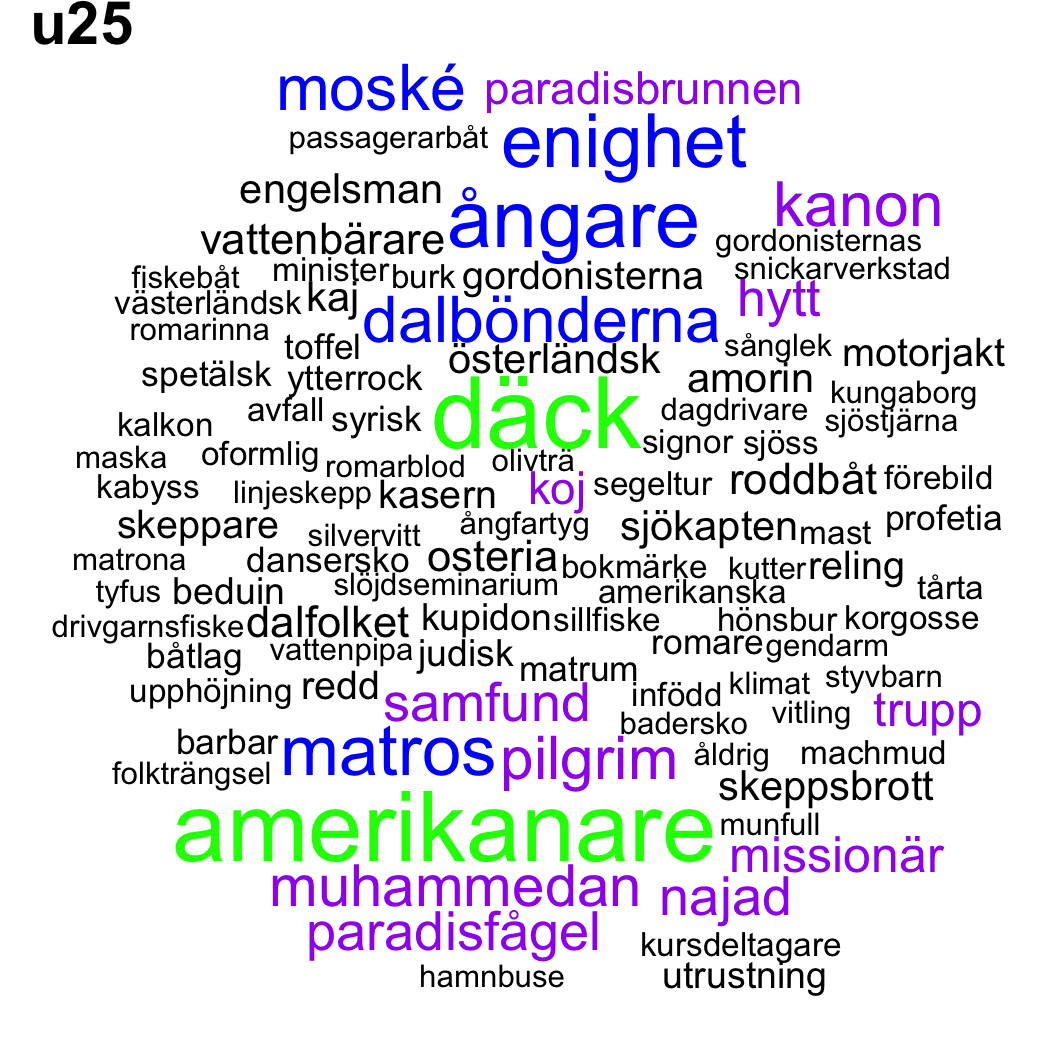 u25
moské paradisbrunnen
passagerarbåt enighet
engelsman ångare kanon
vattenbärare gordonisternas
fiskebåt minister burk gordonisterna snickarverkstad
västerländsk kaj dalbönderna hytt
romarinna toffel österländsk sånglek motorjakt
spetälsk ytterrock amorin kungaborg
kalkon avfall syrisk däck dagdrivare sjöstjärna
signor sjöss
maska oformlig romarblod olivträ
kabyss linjeskepp kasern koj segeltur roddbåt förebild
skeppare silvervitt ångfartyg sjökapten mast profetia
matrona dansersko osteria bokmärke kutter reling
tyfus beduin slöjdseminarium amerikanska tårta
drivgarnsfiske dalfolket kupidon sillfiske hönsbur korgosse
båtlag vattenpipa judisk matrum romare gendarm
upphöjning redd samfund infödd klimat styvbarn
badersko vitling trupp
barbar matros pilgrim åldrig machmud
folkträngsel skeppsbrott
amerikanare munfull
missionär
muhammedan najad
paradisfågel kursdeltagare
hamnbuse utrustning